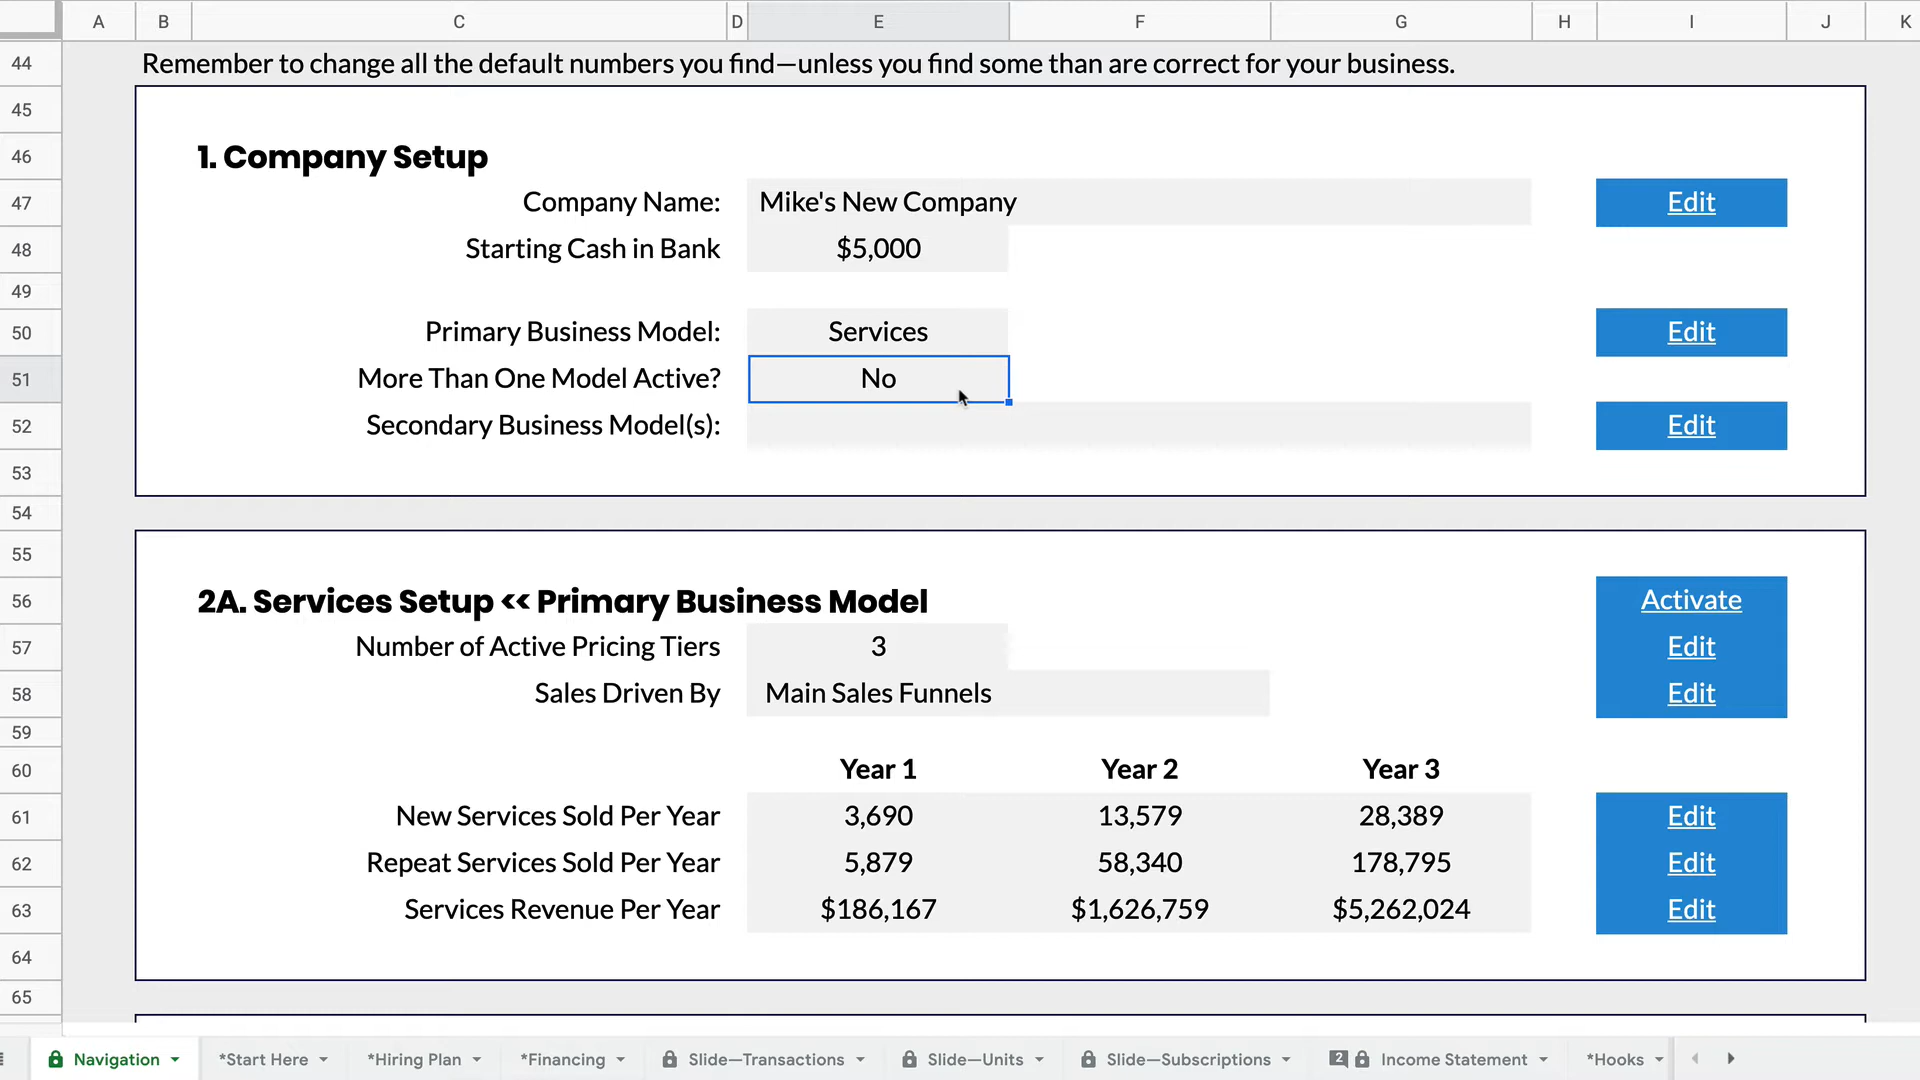 A B C D E F G H I J K
44 Remember to change all the default numbers you find—unless you find some than are correct for your business.
45
46 1. Company Setup
47 Company Name: Mike's New Company Edit
48 Starting Cash in Bank $5,000
49
50 Primary Business Model: Services Edit
51 More Than One Model Active? No
52 Secondary Business Model(s): Edit
53
54
55
56 2A. Services Setup << Primary Business Model Activate
57 Number of Active Pricing Tiers 3 Edit
58 Sales Driven By Main Sales Funnels Edit
59
60 Year 1 Year 2 Year 3
61 New Services Sold Per Year 3,690 13,579 28,389 Edit
62 Repeat Services Sold Per Year 5,879 58,340 178,795 Edit
63 Services Revenue Per Year $186,167 $1,626,759 $5,262,024 Edit
64
65
Navigation *Start Here *Hiring Plan *Financing Slide—Transactions Slide—Units Slide—Subscriptions 2 Income Statement *Hooks